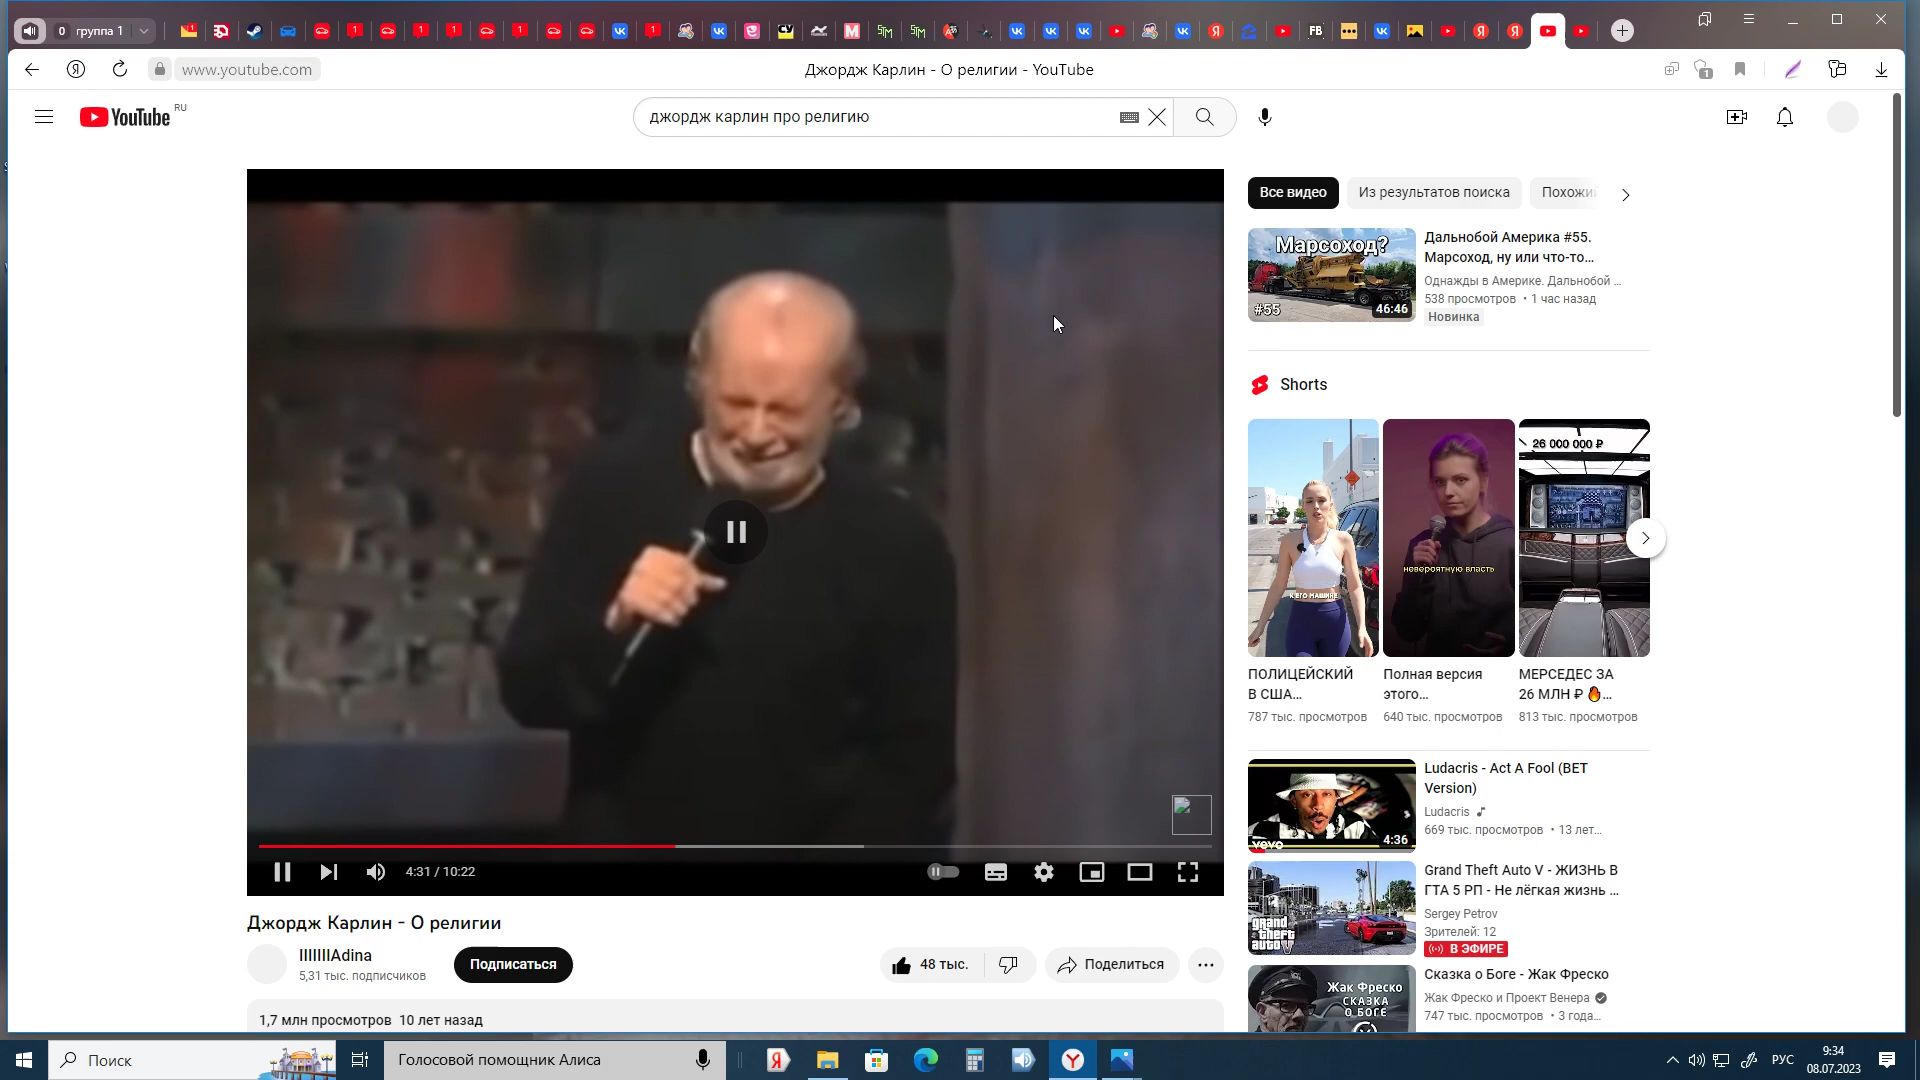 0 группа 1
www.youtube.com
Джордж Карлин - О религии - YouTube
YouTube RU
джордж карлин про религию
Все видео
Из результатов поиска
Марсоход?
#55
46:46
Дальнобой Америка #55.
Марсоход, ну или что-то...
Однажды в Америке. Дальнобой ...
538 просмотров • 1 час назад
Новинка
Shorts
К ЕГО МАШИНЕ
невероятную власть
26 000 000 ₽
ПОЛИЦЕЙСКИЙ
В США...
787 тыс. просмотров
Полная версия
этого...
640 тыс. просмотров
МЕРСЕДЕС ЗА
26 МЛН ₽ 🔥...
813 тыс. просмотров
vevo
4:36
Ludacris - Act A Fool (BET
Version)
Ludacris
669 тыс. просмотров • 13 лет...
grand
theft
auto V
Grand Theft Auto V - ЖИЗНЬ В
ГТА 5 РП - Не лёгкая жизнь ...
Sergey Petrov
Зрителей: 12
В ЭФИРЕ
Жак Фреско
СКАЗКА
О БОГЕ
Сказка о Боге - Жак Фреско
Жак Фреско и Проект Венера
747 тыс. просмотров • 3 года...
4:31 / 10:22
Джордж Карлин - О религии
IIIIIIIAdina
5,31 тыс. подписчиков
Подписаться
48 тыс.
Поделиться
1,7 млн просмотров 10 лет назад
Поиск
Голосовой помощник Алиса
РУС
9:34
08.07.2023